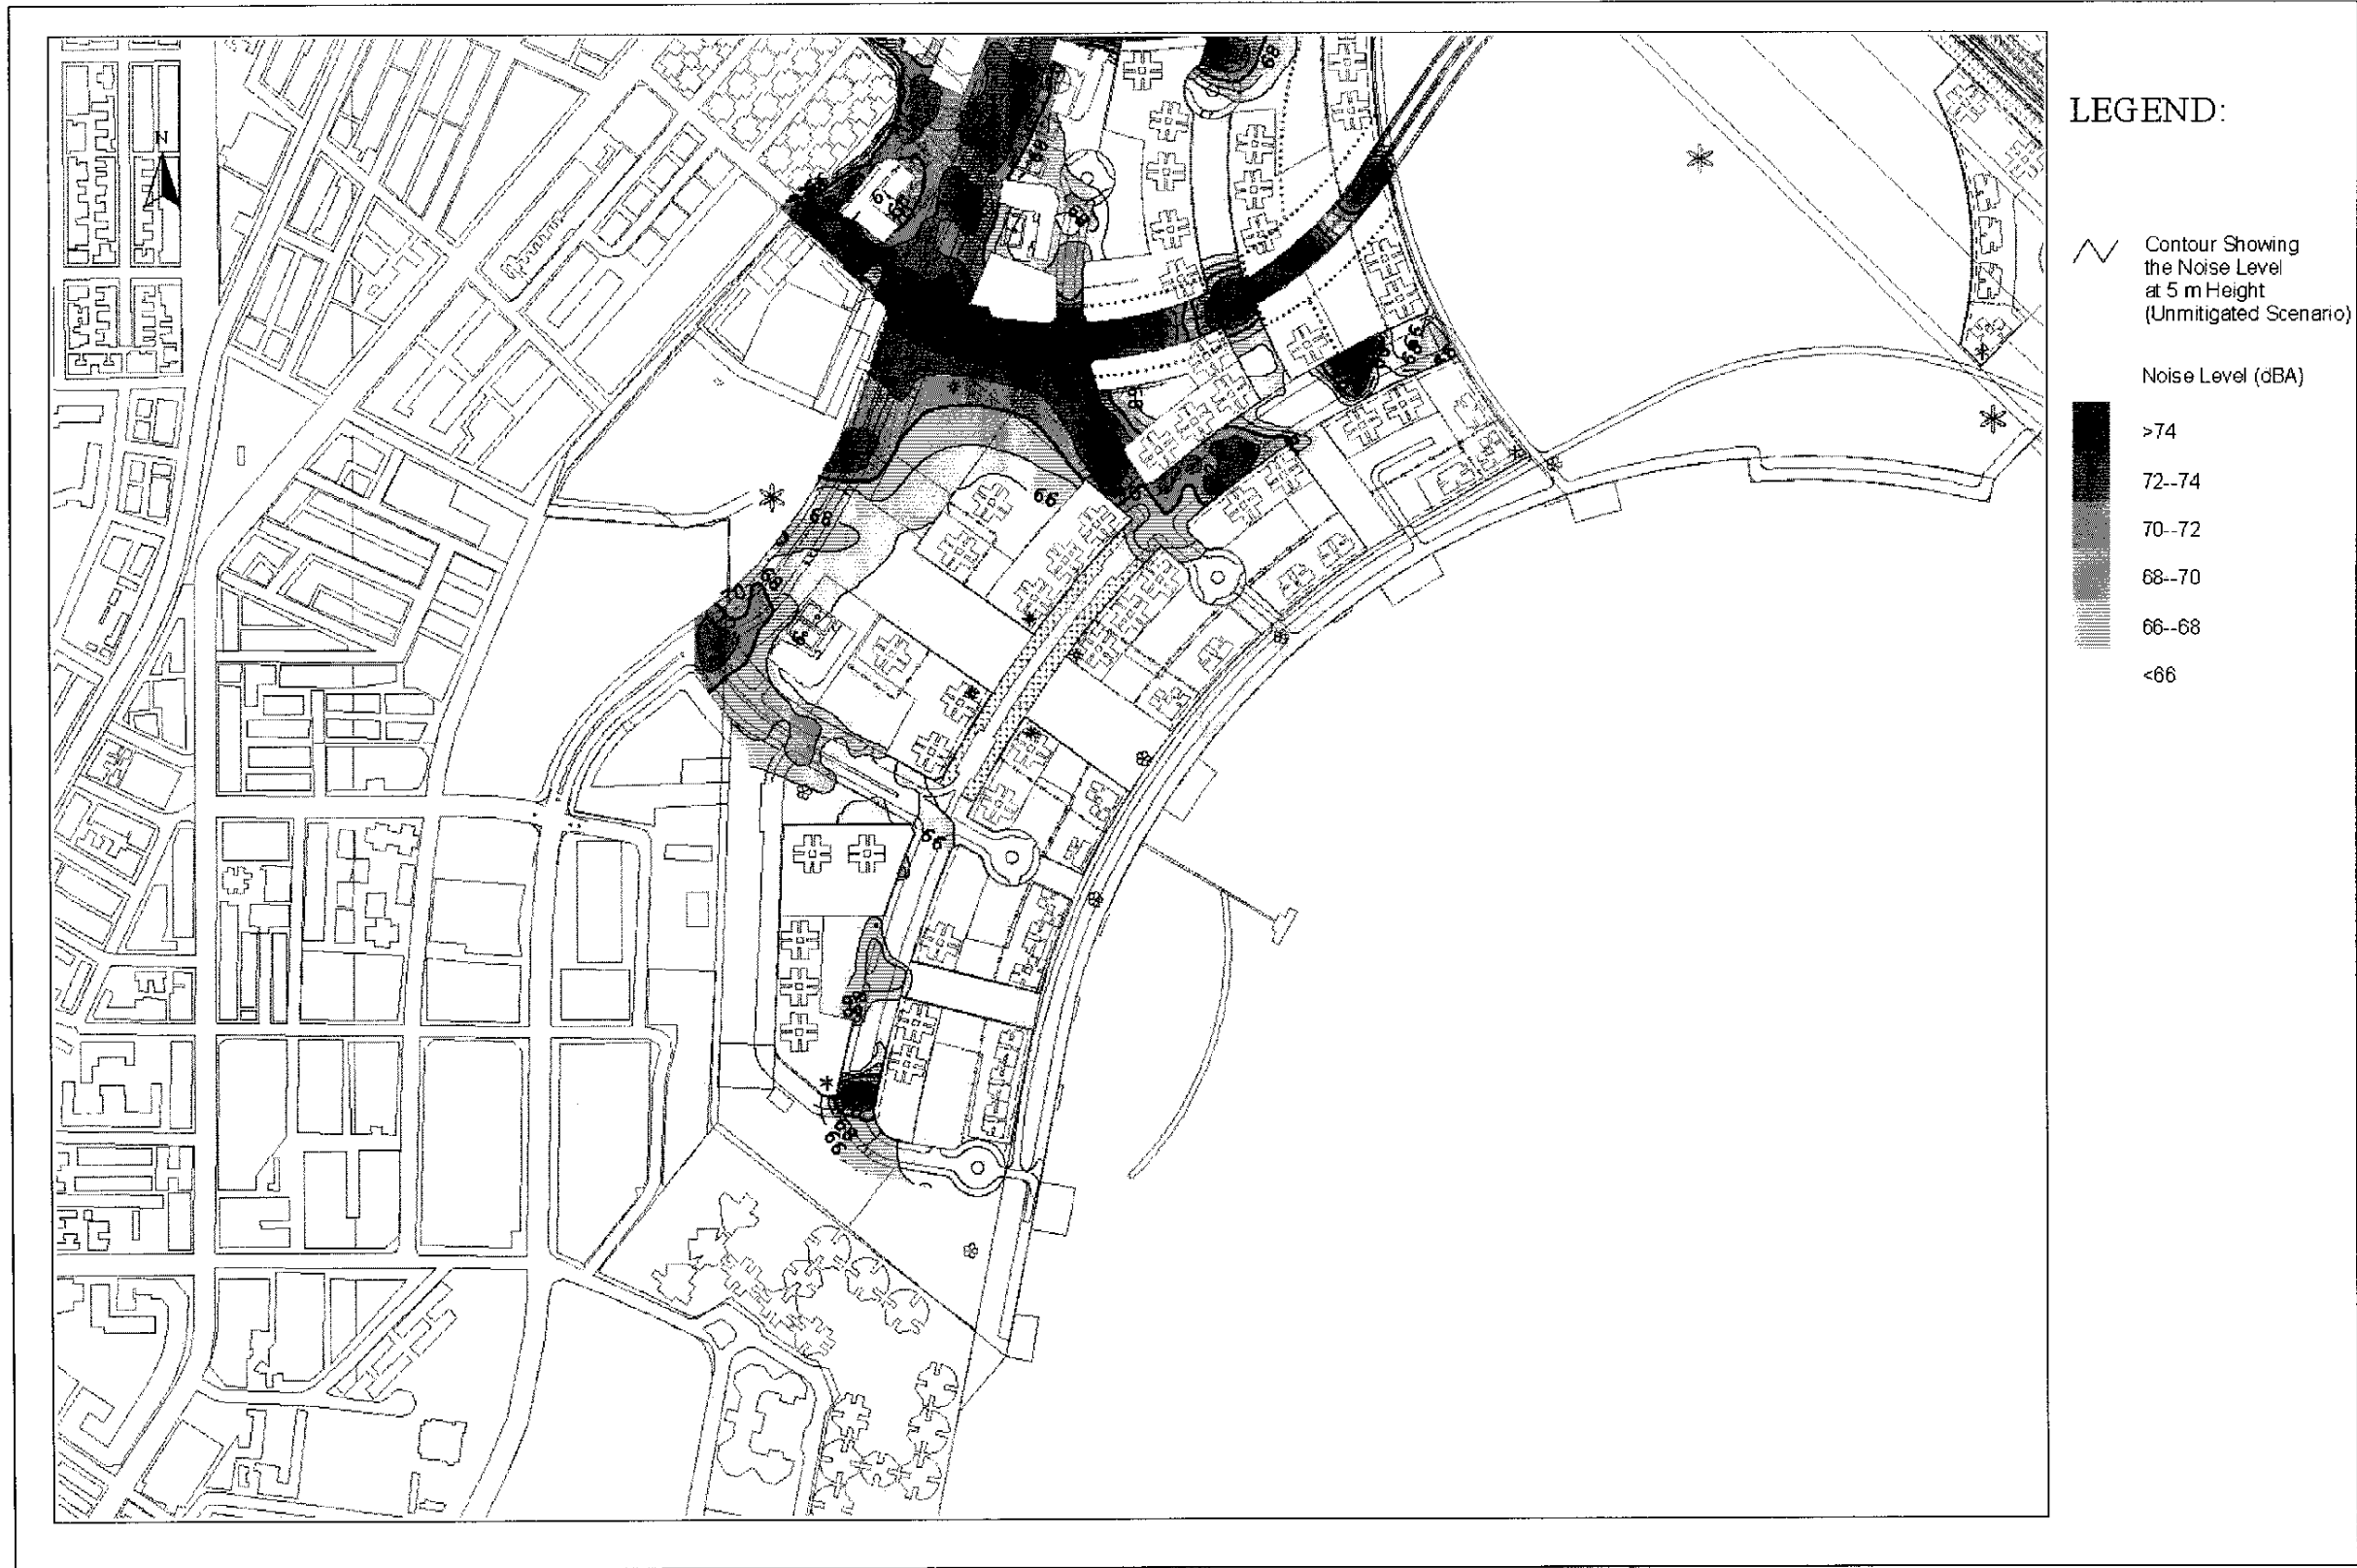 LEGEND:
Contour Showing
the Noise Level
at 5 m Height
(Unmitigated Scenario)
Noise Level (dBA)
>74
72--74
70--72
68--70
66--68
<66
N
68
68
66
68
70
66
68
66